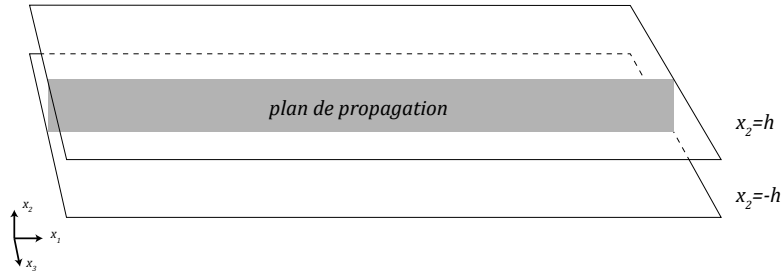 plan de propagation
x₂=h
x₂=-h
x₂
x₁
x₃